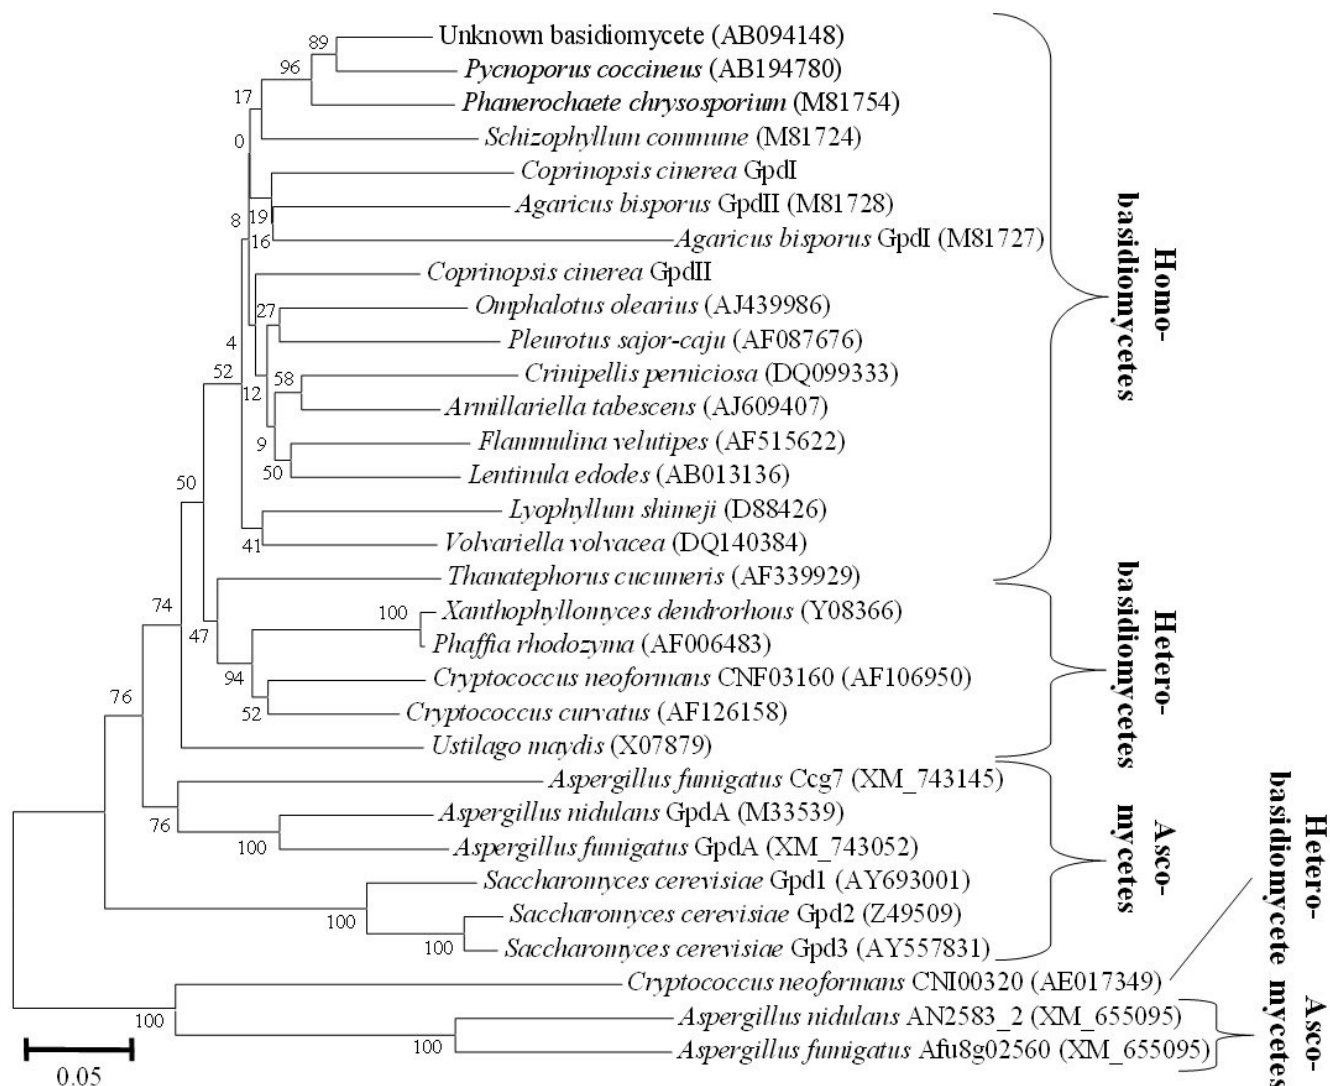 89
Unknown basidiomycete (AB094148)
96
Pycnoporus coccineus (AB194780)
17
Phanerochaete chrysosporium (M81754)
0
Schizophyllum commune (M81724)
Coprinopsis cinerea GpdI
8
19
Agaricus bisporus GpdII (M81728)
16
Agaricus bisporus GpdI (M81727)
Coprinopsis cinerea GpdII
27
Omphalotus olearius (AJ439986)
4
Pleurotus sajor-caju (AF087676)
52
12
58
Crinipellis perniciosa (DQ099333)
Armillariella tabescens (AJ609407)
9
Flammulina velutipes (AF515622)
50
50
Lentinula edodes (AB013136)
Lyophyllum shimeji (D88426)
41
Volvariella volvacea (DQ140384)
Thanatephorus cucumeris (AF339929)
74
47
100
Xanthophyllomyces dendrorhous (Y08366)
Phaffia rhodozyma (AF006483)
94
Cryptococcus neoformans CNF03160 (AF106950)
76
52
Cryptococcus curvatus (AF126158)
Ustilago maydis (X07879)
Aspergillus fumigatus Ccg7 (XM_743145)
76
Aspergillus nidulans GpdA (M33539)
100
Aspergillus fumigatus GpdA (XM_743052)
Saccharomyces cerevisiae Gpd1 (AY693001)
100
Saccharomyces cerevisiae Gpd2 (Z49509)
100
Saccharomyces cerevisiae Gpd3 (AY557831)
Cryptococcus neoformans CNI00320 (AE017349)
100
Aspergillus nidulans AN2583_2 (XM_655095)
100
Aspergillus fumigatus Afu8g02560 (XM_655095)
0.05
Homo-
basidiomycetes
Hetero-
basidiomycetes
Asco-
mycetes
Hetero-
basidiomycete
Asco-
mycetes